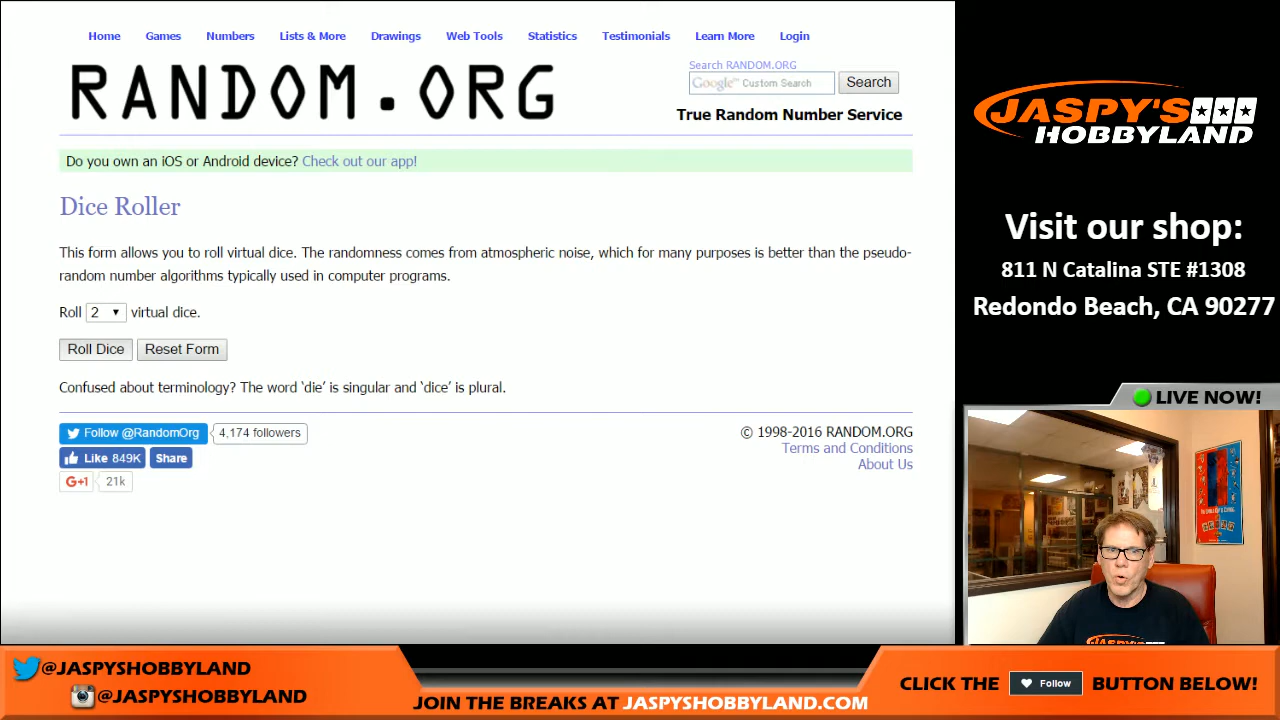 Home Games Numbers Lists & More Drawings Web Tools Statistics Testimonials Learn More Login
RANDOM.ORG
Search RANDOM.ORG
Google™ Custom Search Search
True Random Number Service
Do you own an iOS or Android device? Check out our app!
Dice Roller
This form allows you to roll virtual dice. The randomness comes from atmospheric noise, which for many purposes is better than the pseudo-
random number algorithms typically used in computer programs.
Roll 2 virtual dice.
Roll Dice Reset Form
Confused about terminology? The word ‘die’ is singular and ‘dice’ is plural.
Follow @RandomOrg 4,174 followers
Like 849K Share
G+1 21k
© 1998-2016 RANDOM.ORG
Terms and Conditions
About Us
JASPY'S
HOBBYLAND
Visit our shop:
811 N Catalina STE #1308
Redondo Beach, CA 90277
LIVE NOW!
@JASPYSHOBBYLAND
@JASPYSHOBBYLAND
JOIN THE BREAKS AT JASPYSHOBBYLAND.COM
CLICK THE Follow BUTTON BELOW!